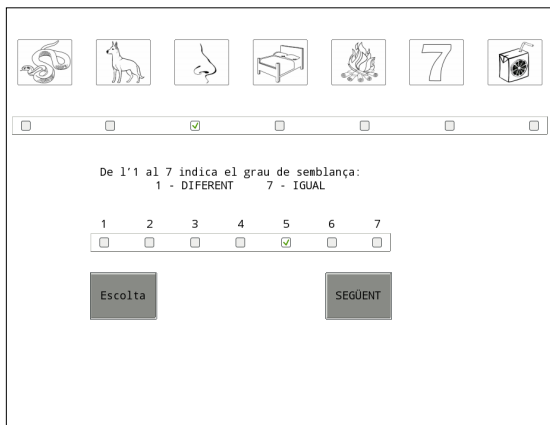 7
De l'1 al 7 indica el grau de semblança:
1 - DIFERENT 7 - IGUAL
1 2 3 4 5 6 7
Escolta SEGÜENT